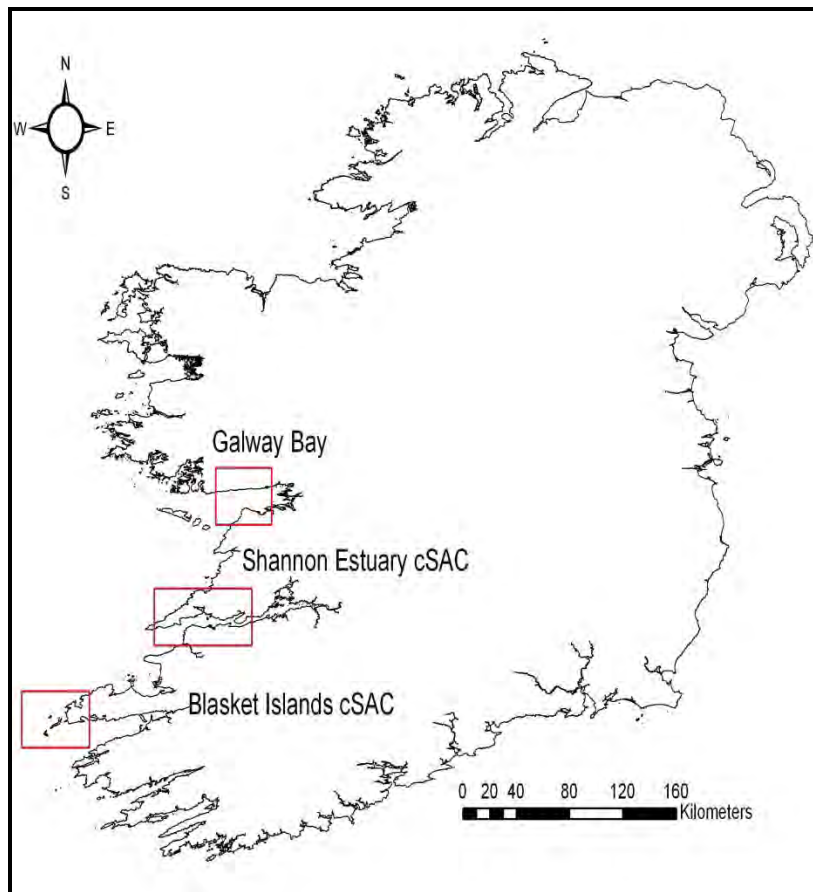 N
W E
S
Galway Bay
Shannon Estuary cSAC
Blasket Islands cSAC
0 20 40 80 120 160
Kilometers